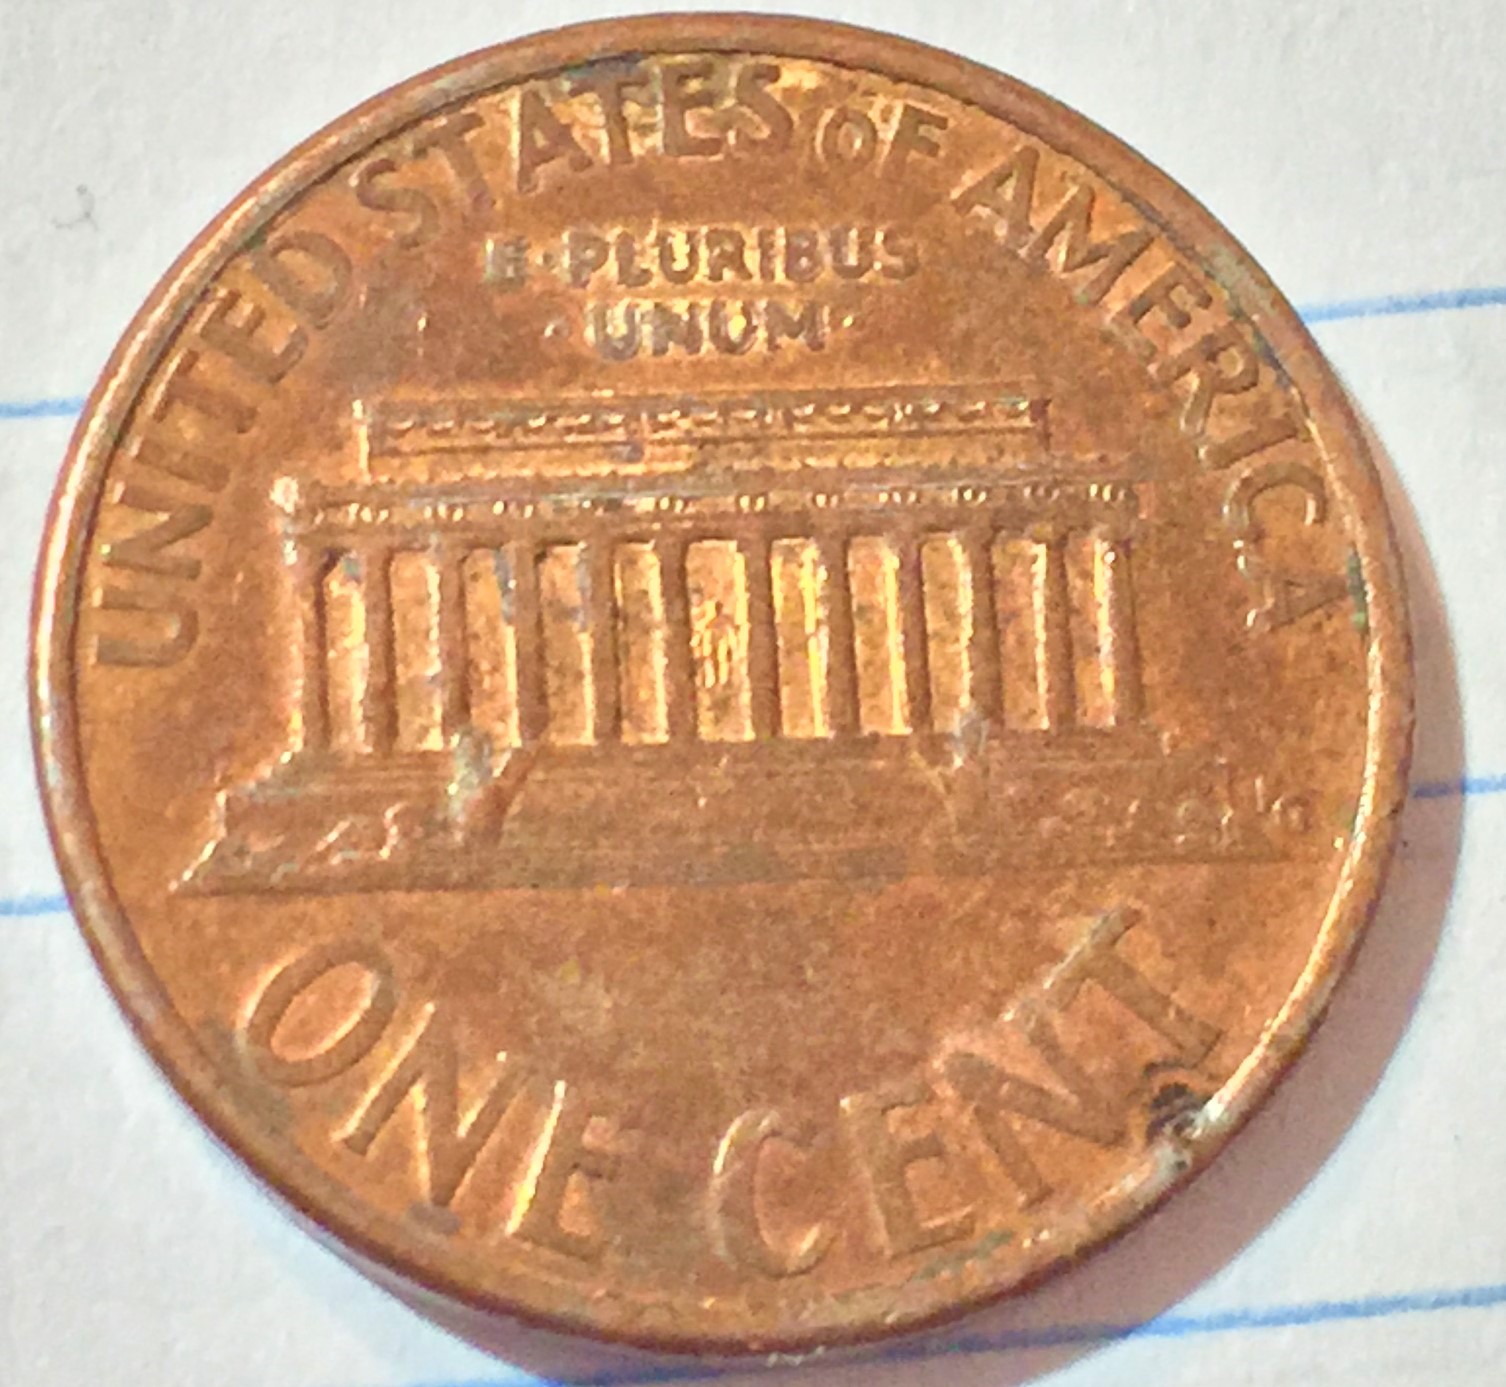 UNITED STATES OF AMERICA
E·PLURIBUS
·UNUM·
ONE CENT